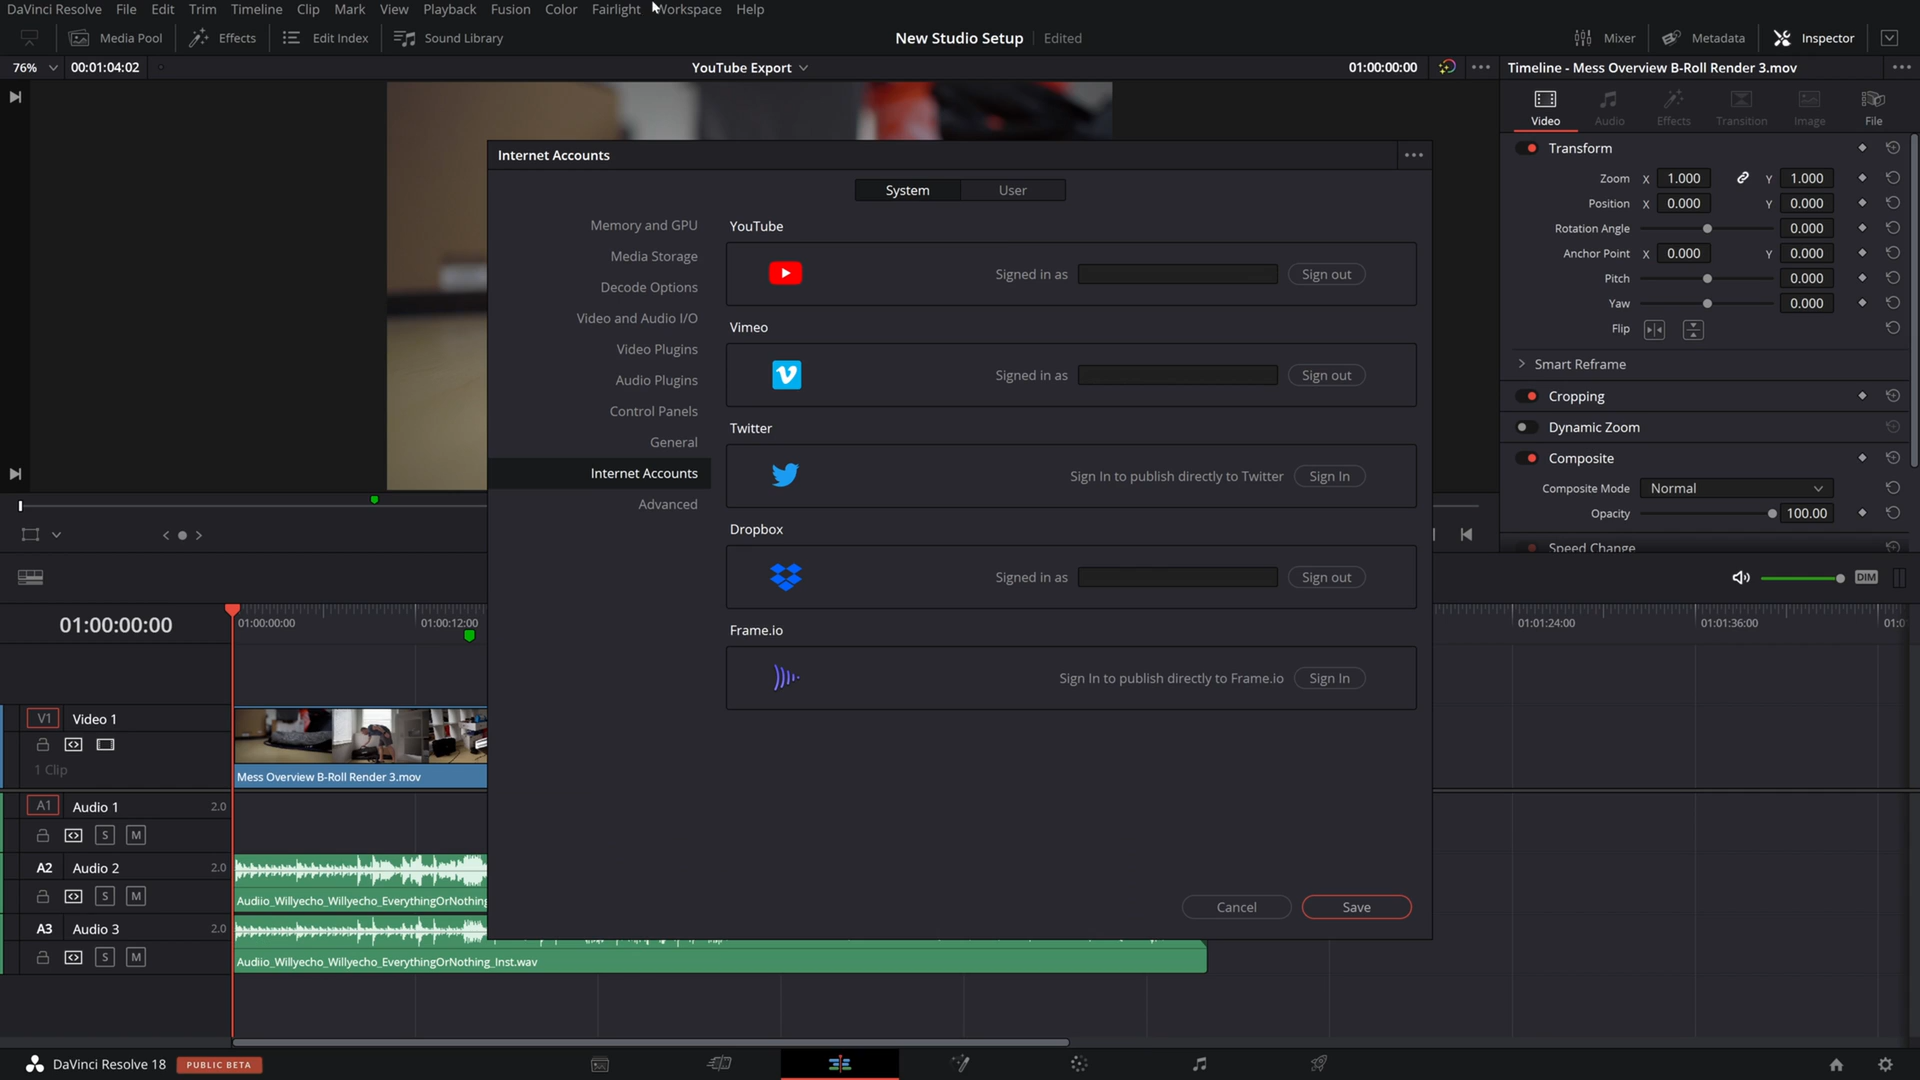 DaVinci Resolve File Edit Trim Timeline Clip Mark View Playback Fusion Color Fairlight Workspace Help
Media Pool Effects Edit Index Sound Library
New Studio Setup Edited
Mixer Metadata Inspector
76% 00:01:04:02
YouTube Export
01:00:00:00
Timeline - Mess Overview B-Roll Render 3.mov
Video Audio Effects Transition Image File
Transform
Zoom X 1.000 Y 1.000
Position X 0.000 Y 0.000
Rotation Angle 0.000
Anchor Point X 0.000 Y 0.000
Pitch 0.000
Yaw 0.000
Flip
Smart Reframe
Cropping
Dynamic Zoom
Composite
Composite Mode Normal
Opacity 100.00
Speed Change
DIM
Internet Accounts
System User
Memory and GPU
Media Storage
Decode Options
Video and Audio I/O
Video Plugins
Audio Plugins
Control Panels
General
Internet Accounts
Advanced
YouTube
Signed in as Sign out
Vimeo
Signed in as Sign out
Twitter
Sign In to publish directly to Twitter Sign In
Dropbox
Signed in as Sign out
Frame.io
Sign In to publish directly to Frame.io Sign In
Cancel Save
01:00:00:00
01:00:00:00 01:00:12:00 01:01:24:00 01:01:36:00
V1 Video 1
1 Clip
Mess Overview B-Roll Render 3.mov
A1 Audio 1 2.0
S M
A2 Audio 2 2.0
S M
Audiio_Willyecho_Willyecho_EverythingOrNothing
A3 Audio 3 2.0
S M
Audiio_Willyecho_Willyecho_EverythingOrNothing_Inst.wav
DaVinci Resolve 18 PUBLIC BETA